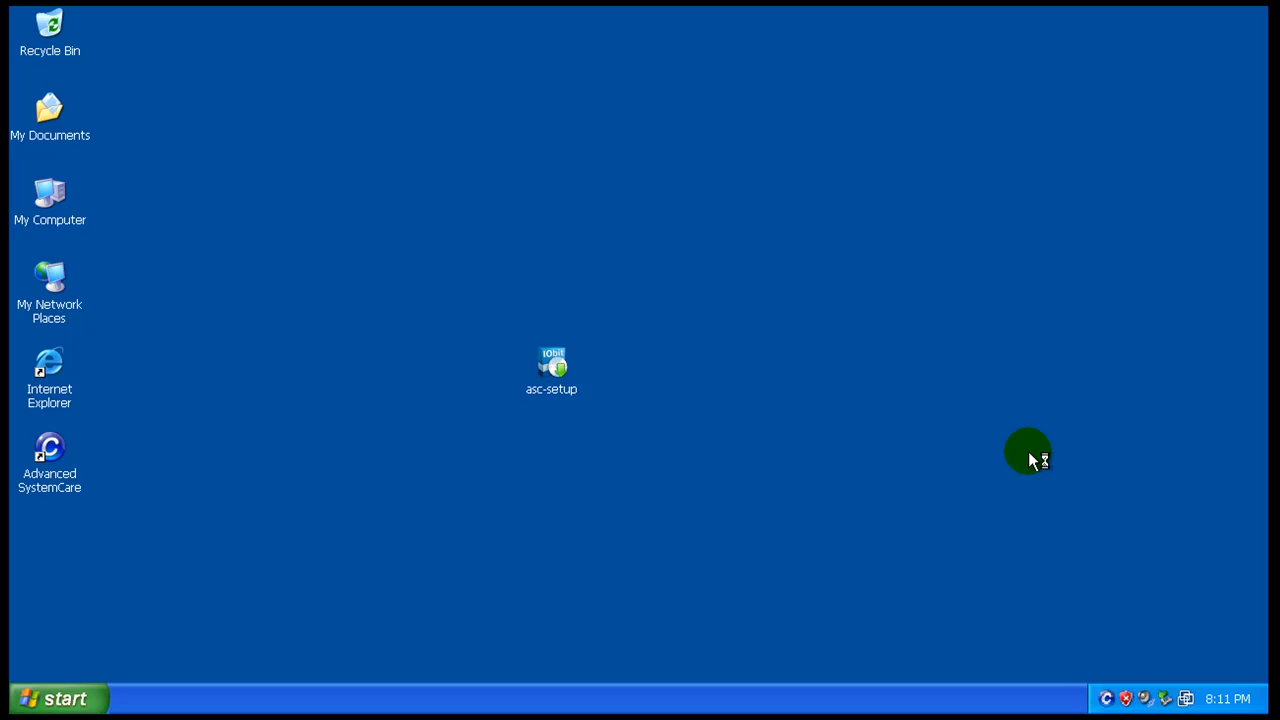 Recycle Bin
My Documents
My Computer
My Network
Places
Internet
Explorer
Advanced
SystemCare
IObit
asc-setup
start
8:11 PM